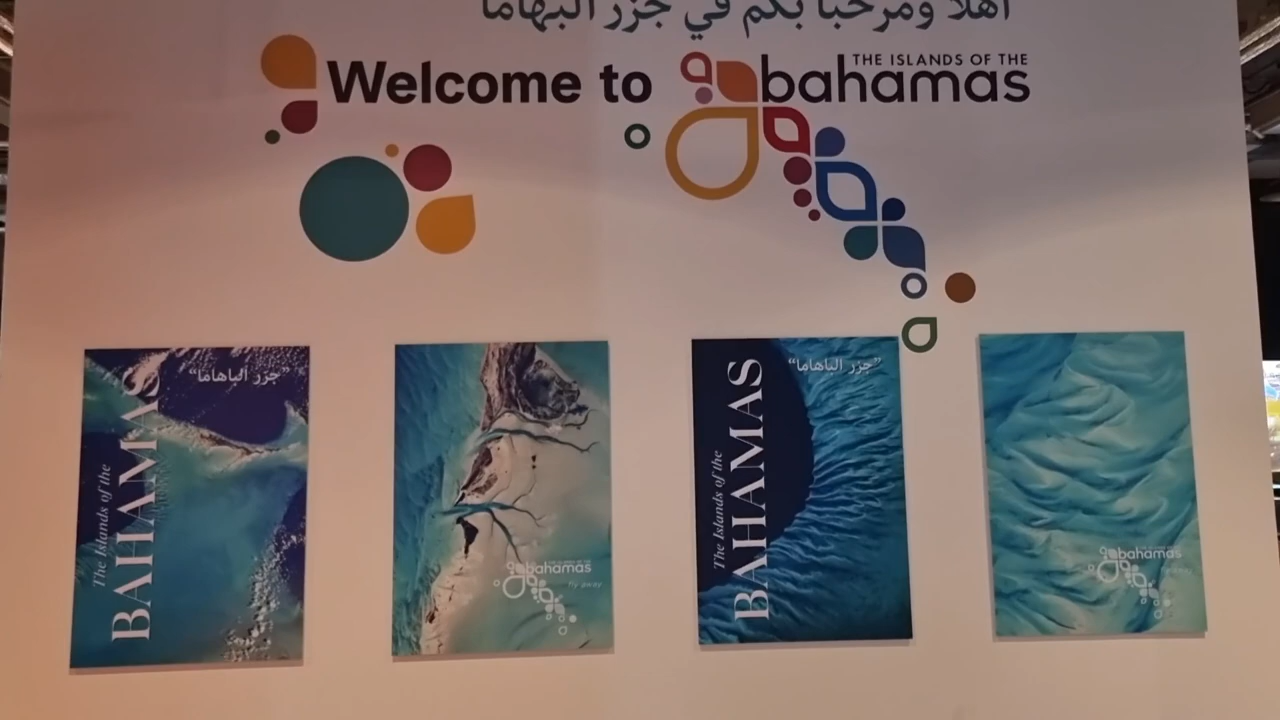 أهلا ومرحبا بكم في جزر البهاما
Welcome to
THE ISLANDS OF THE
bahamas
The Islands of the
BAHAMAS
”جزر الباهاما“
bahamas
fly away
The Islands of the
BAHAMAS
”جزر الباهاما“
bahamas